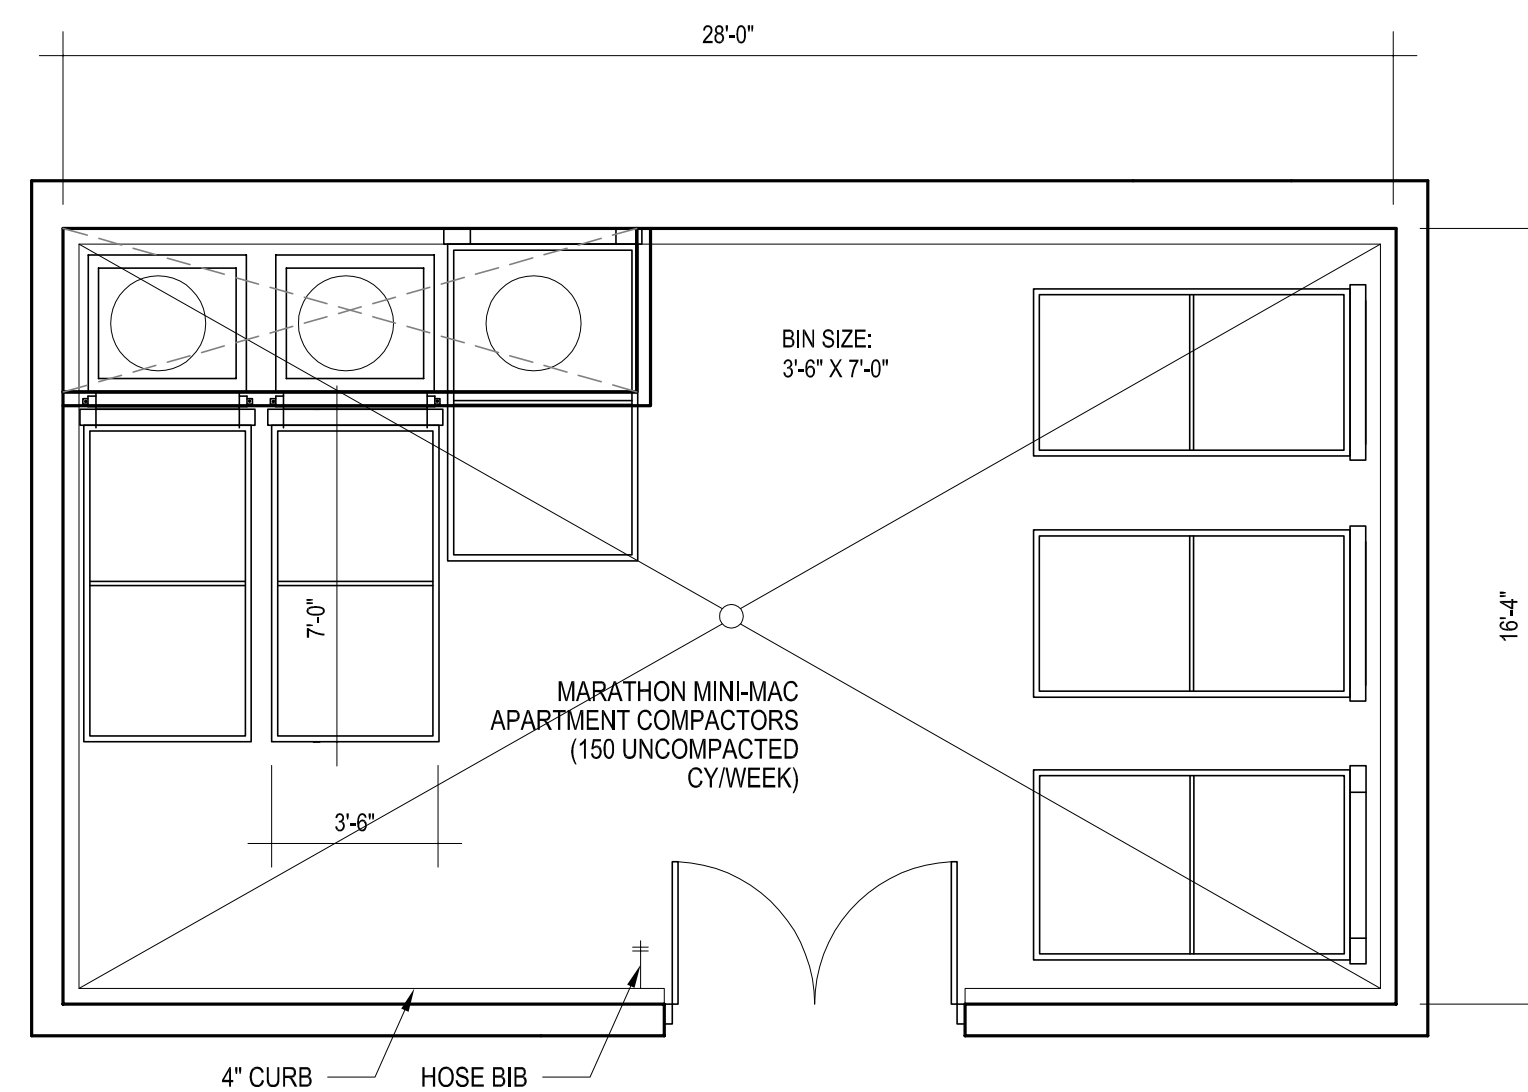 28'-0"
BIN SIZE:
3'-6" X 7'-0"
7'-0"
16'-4"
MARATHON MINI-MAC
APARTMENT COMPACTORS
(150 UNCOMPACTED
CY/WEEK)
3'-6"
4" CURB
HOSE BIB